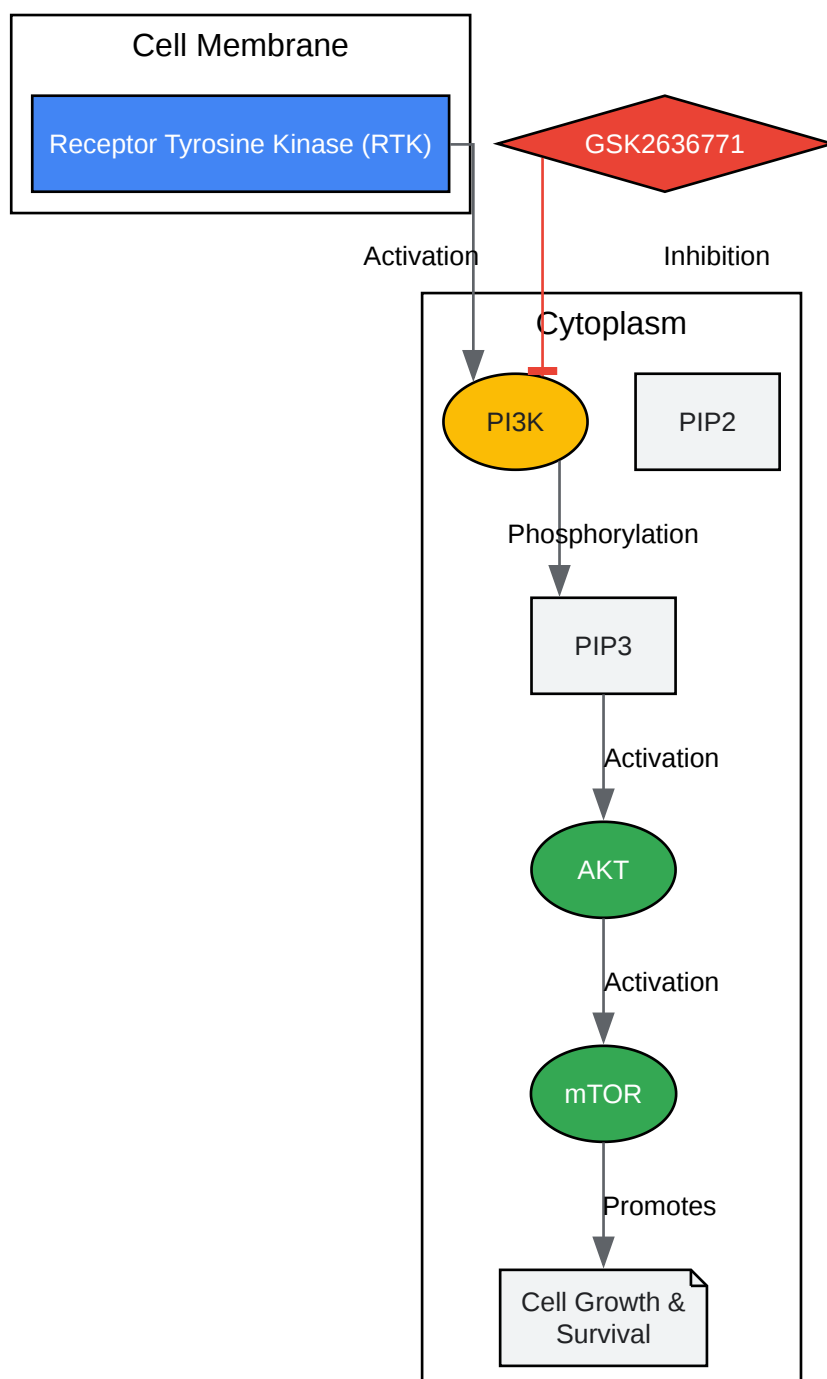 Cell Membrane
Receptor Tyrosine Kinase (RTK)
GSK2636771
Activation
Inhibition
Cytoplasm
PI3K
PIP2
Phosphorylation
PIP3
Activation
AKT
Activation
mTOR
Promotes
Cell Growth &
Survival